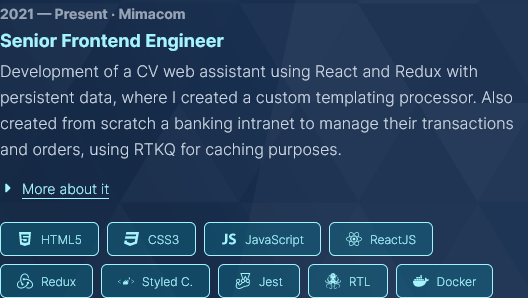 2021 — Present · Mimacom
Senior Frontend Engineer
Development of a CV web assistant using React and Redux with
persistent data, where I created a custom templating processor. Also
created from scratch a banking intranet to manage their transactions
and orders, using RTKQ for caching purposes.
More about it
HTML5 CSS3 JS JavaScript ReactJS
Redux Styled C. Jest RTL Docker